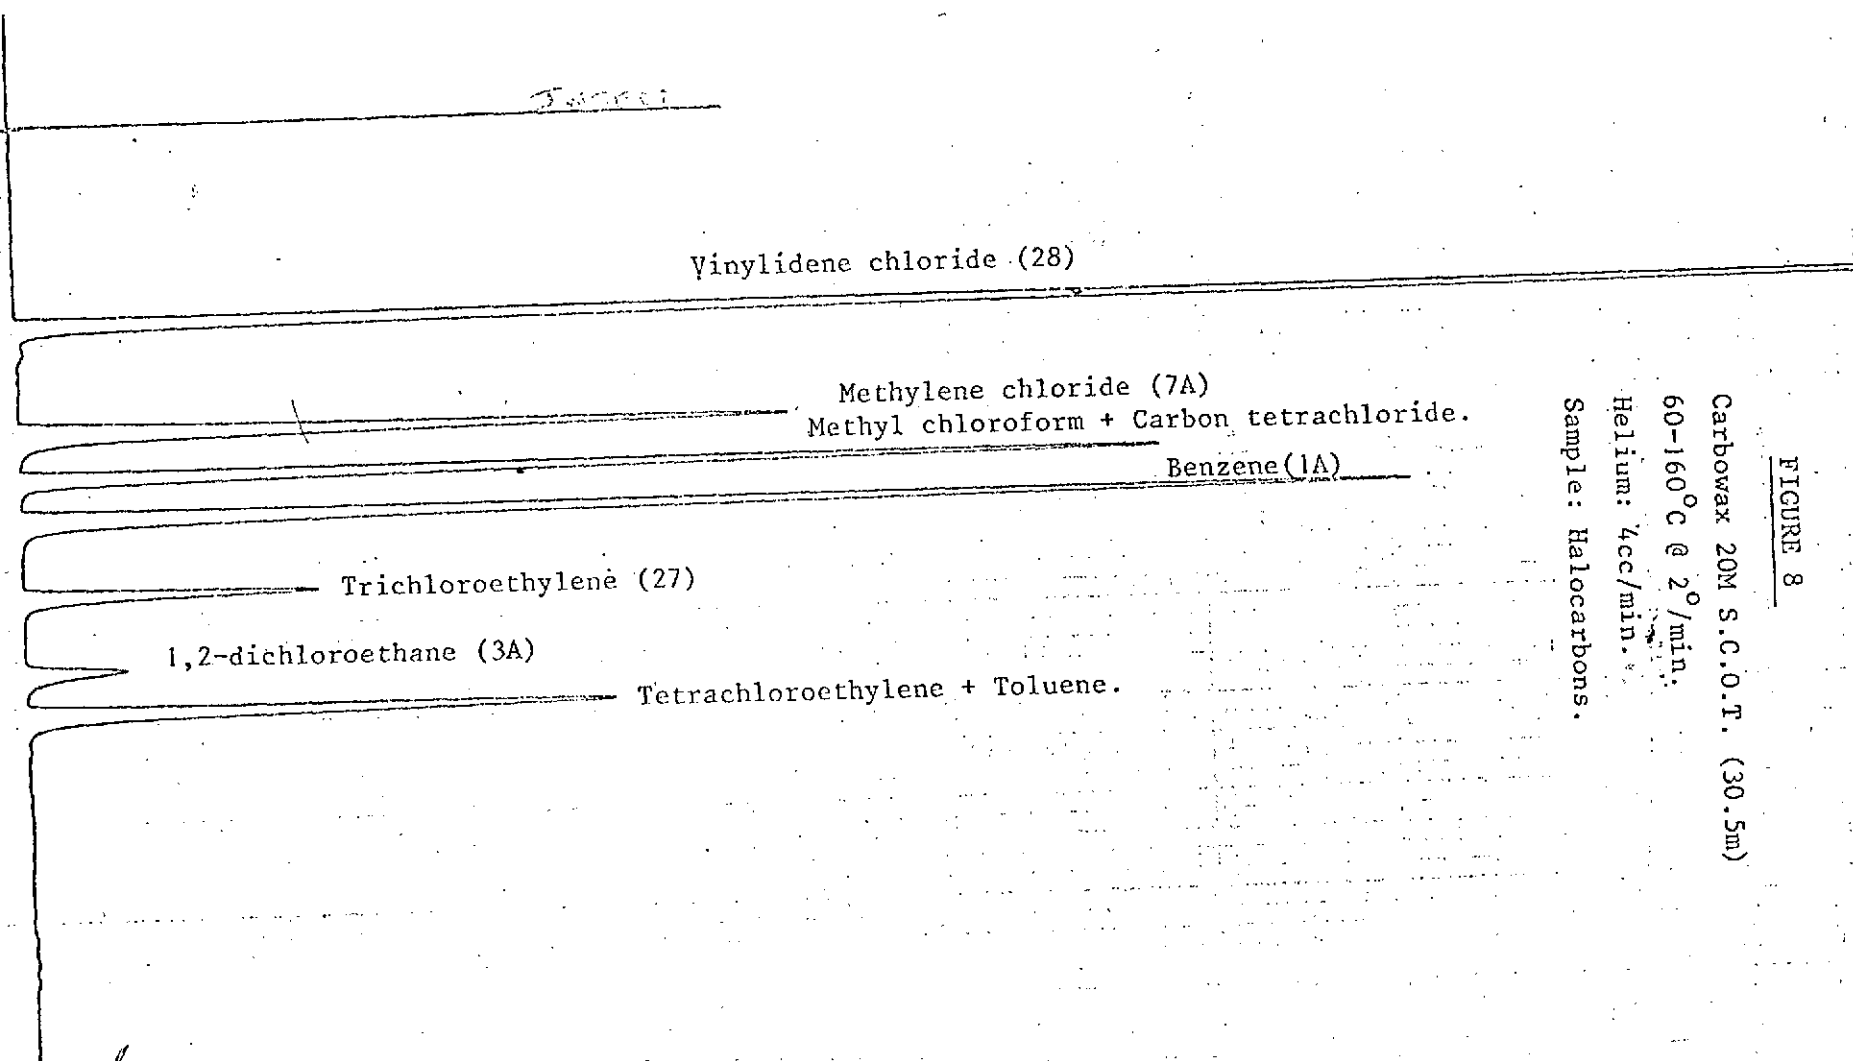 Vinylidene chloride (28)
Methylene chloride (7A)
Methyl chloroform + Carbon tetrachloride.
Benzene(1A)
Trichloroethylene (27)
1,2-dichloroethane (3A)
Tetrachloroethylene + Toluene.
FIGURE 8
Carbowax 20M S.C.O.T. (30.5m)
60-160°C @ 2°/min.
Helium: 4cc/min.
Sample: Halocarbons.